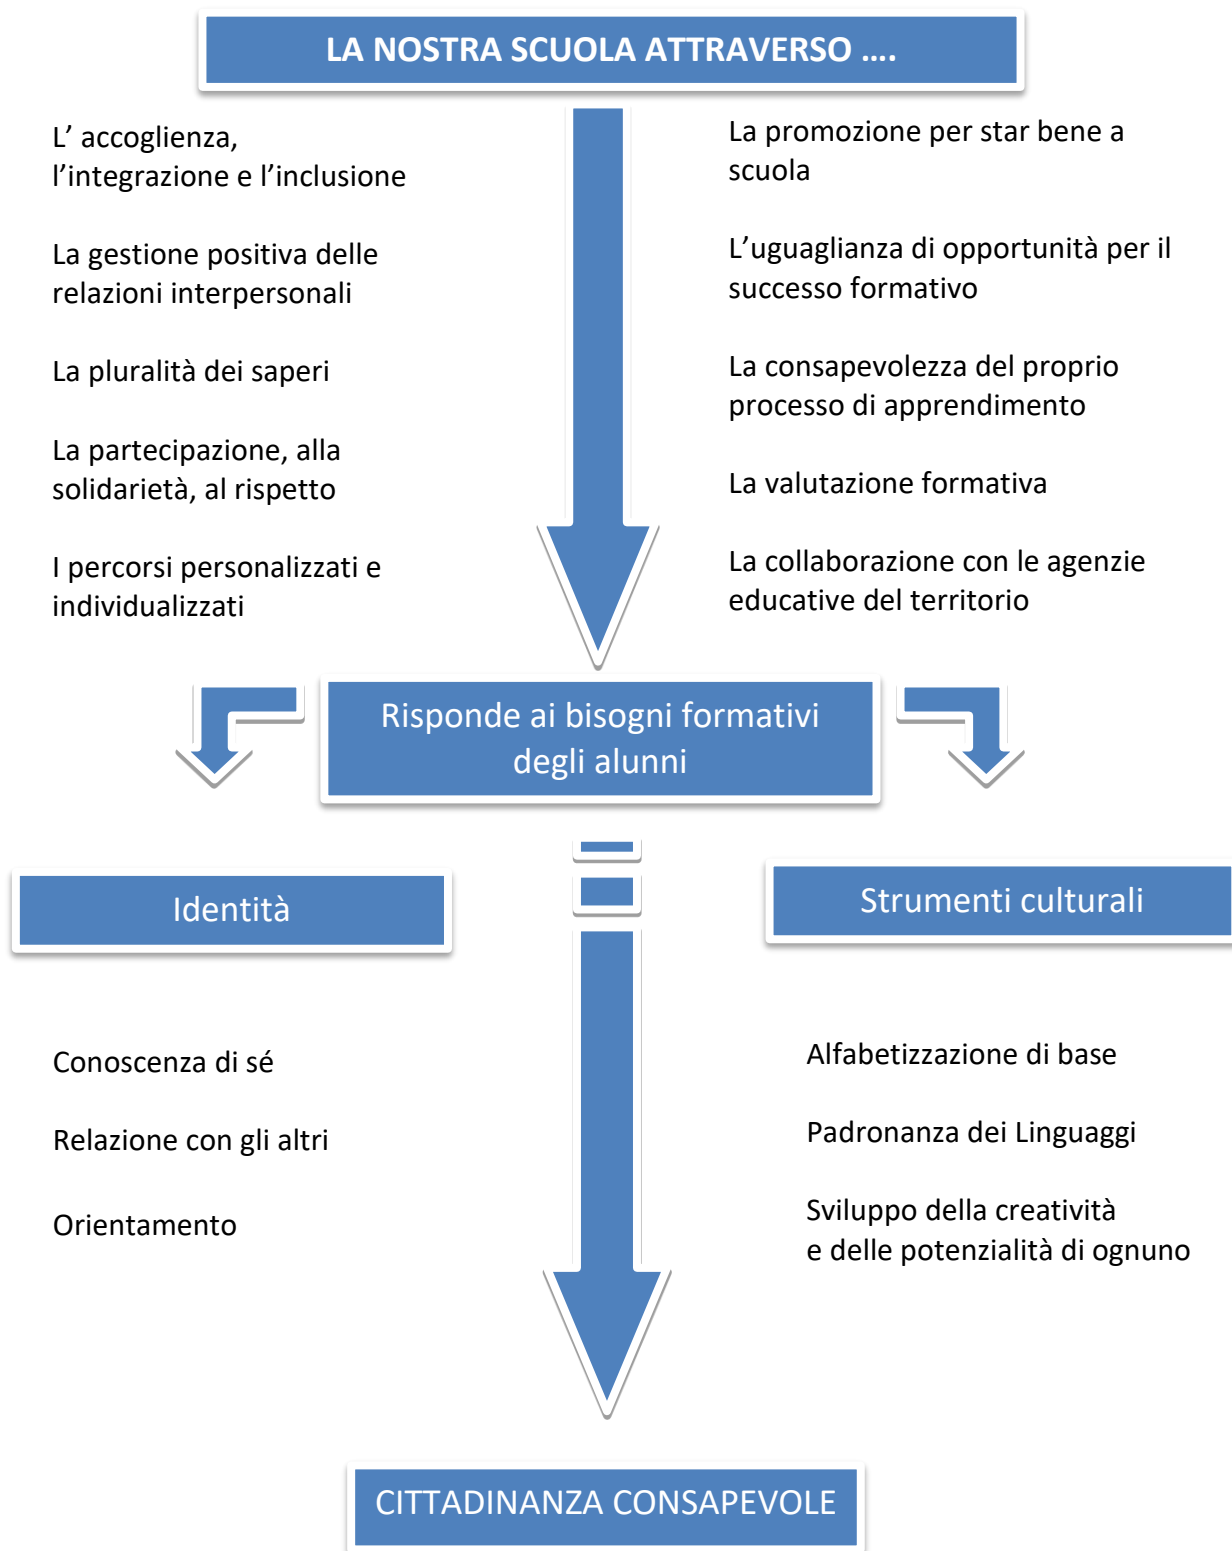 LA NOSTRA SCUOLA ATTRAVERSO ....
L’ accoglienza,
l’integrazione e l’inclusione
La gestione positiva delle
relazioni interpersonali
La pluralità dei saperi
La partecipazione, alla
solidarietà, al rispetto
I percorsi personalizzati e
individualizzati
La promozione per star bene a
scuola
L’uguaglianza di opportunità per il
successo formativo
La consapevolezza del proprio
processo di apprendimento
La valutazione formativa
La collaborazione con le agenzie
educative del territorio
Risponde ai bisogni formativi
degli alunni
Identità
Conoscenza di sé
Relazione con gli altri
Orientamento
Strumenti culturali
Alfabetizzazione di base
Padronanza dei Linguaggi
Sviluppo della creatività
e delle potenzialità di ognuno
CITTADINANZA CONSAPEVOLE